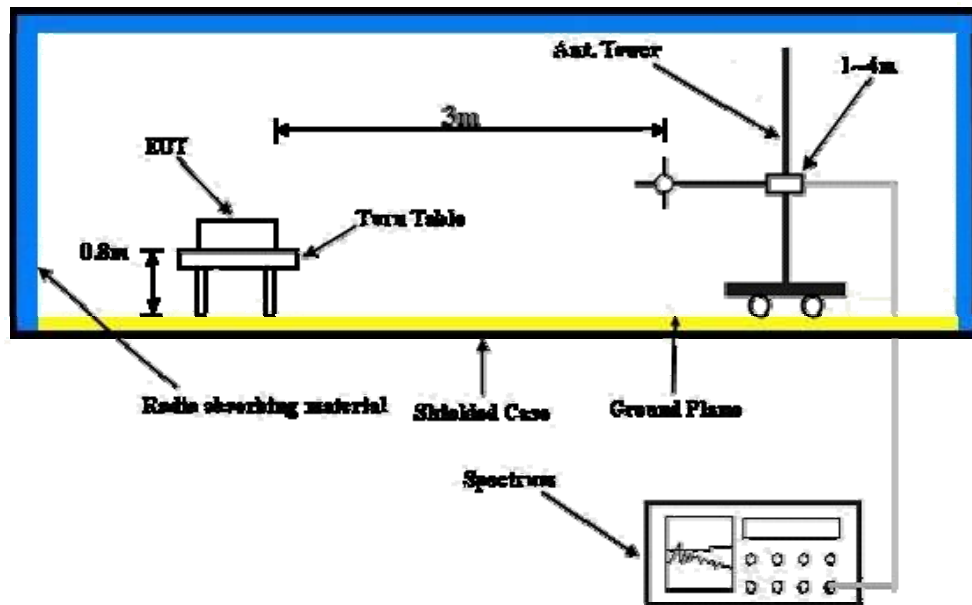 Ant. Tower
1~4m
3m
EUT
Turn Table
0.8m
Radio absorbing material
Shielded Case
Ground Plane
Spectrum